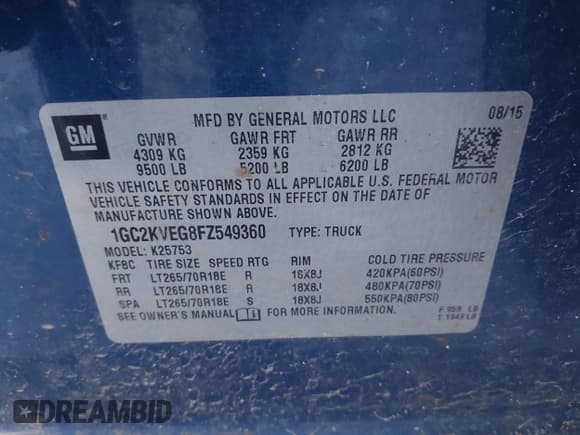 GM
MFD BY GENERAL MOTORS LLC 08/15
GVWR GAWR FRT GAWR RR
4309 KG 2359 KG 2812 KG
9500 LB 5200 LB 6200 LB
THIS VEHICLE CONFORMS TO ALL APPLICABLE U.S. FEDERAL MOTOR
VEHICLE SAFETY STANDARDS IN EFFECT ON THE DATE OF
MANUFACTURE SHOWN ABOVE.
1GC2KVEG8FZ549360 TYPE: TRUCK
MODEL: K25753
KF8C TIRE SIZE SPEED RTG RIM COLD TIRE PRESSURE
FRT LT265/70R18E R 18X8J 420KPA(60PSI)
RR LT265/70R18E R 18X8J 480KPA(70PSI)
SPA LT265/70R18E S 18X8J 550KPA(80PSI)
SEE OWNER'S MANUAL FOR MORE INFORMATION.
F: 959 LB
T: LB
DREAMBID